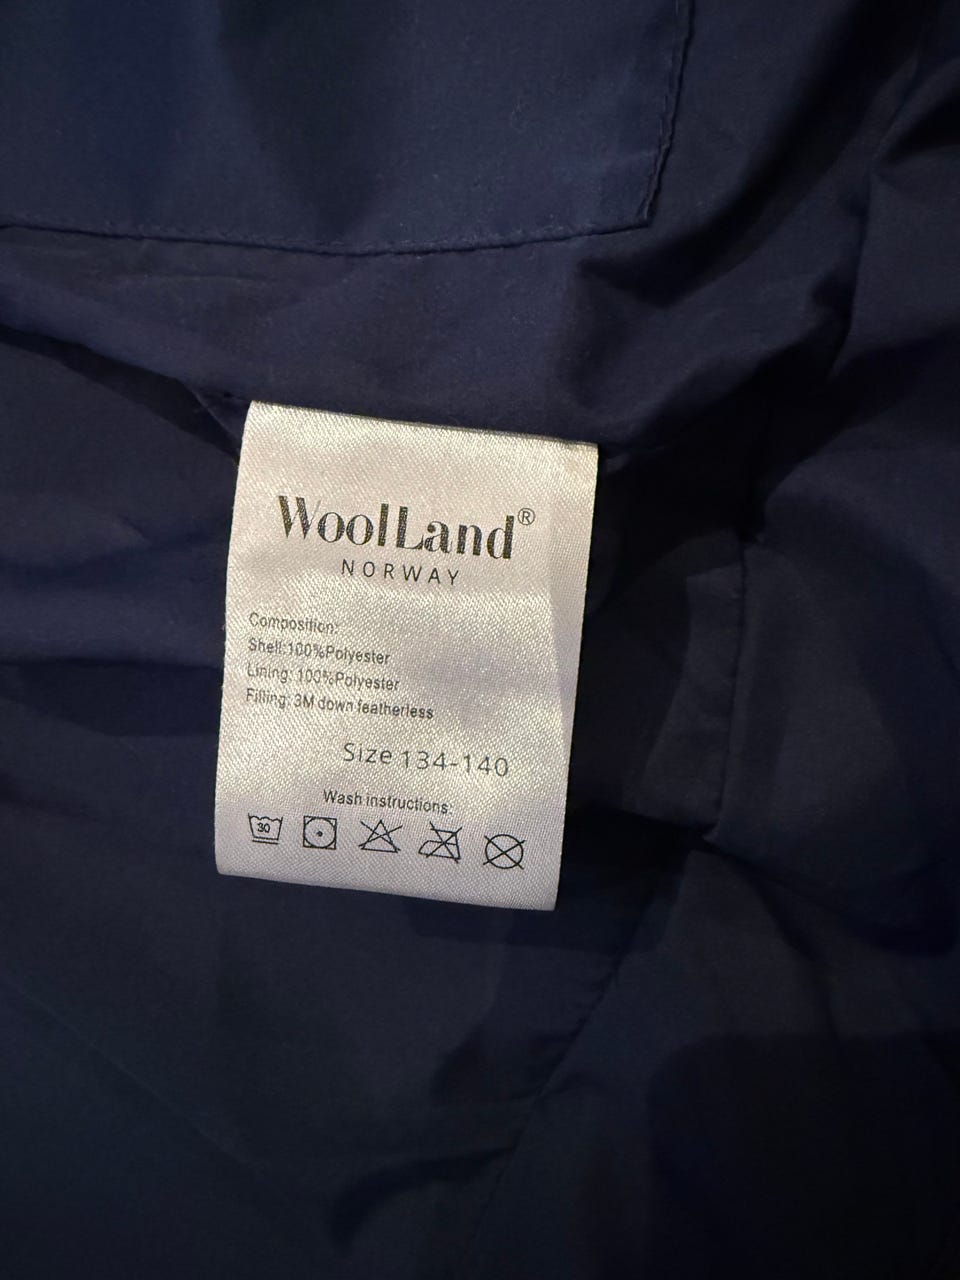 WoolLand®
NORWAY
Composition:
Shell:100%Polyester
Lining: 100%Polyester
Filling: 3M down featherless
Size 134-140
Wash instructions:
30